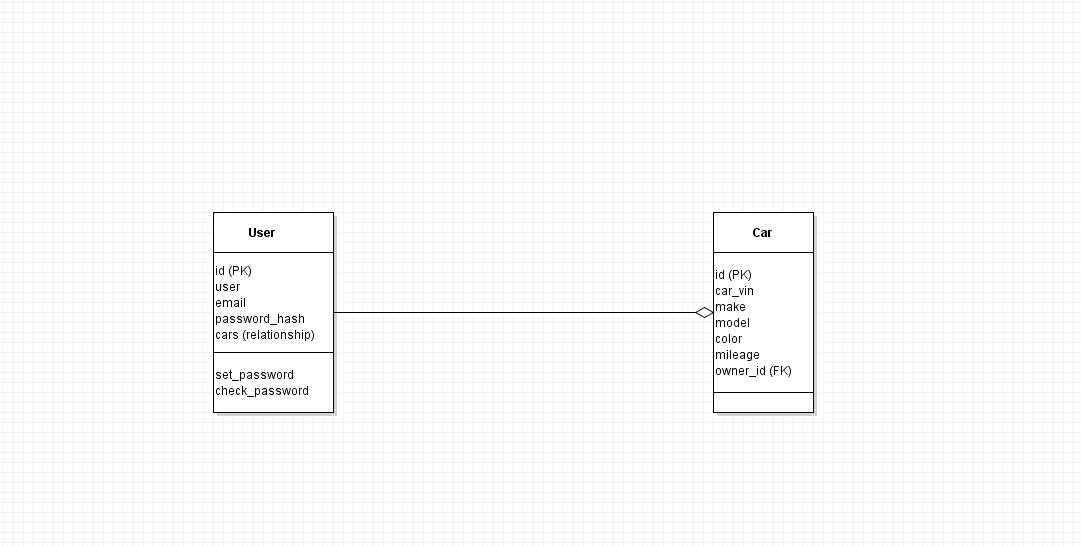 User
id (PK)
user
email
password_hash
cars (relationship)
set_password
check_password
Car
id (PK)
car_vin
make
model
color
mileage
owner_id (FK)